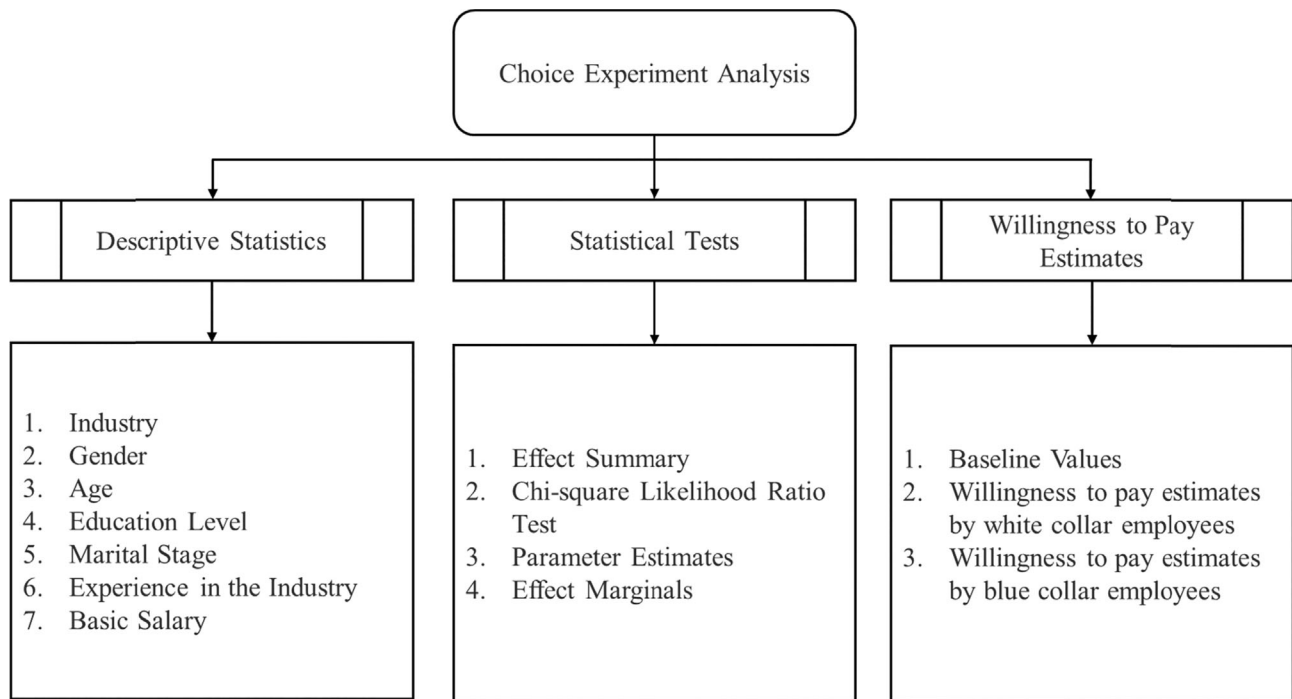 Choice Experiment Analysis
Descriptive Statistics
Statistical Tests
Willingness to Pay
Estimates
1. Industry
2. Gender
3. Age
4. Education Level
5. Marital Stage
6. Experience in the Industry
7. Basic Salary
1. Effect Summary
2. Chi-square Likelihood Ratio
Test
3. Parameter Estimates
4. Effect Marginals
1. Baseline Values
2. Willingness to pay estimates
by white collar employees
3. Willingness to pay estimates
by blue collar employees